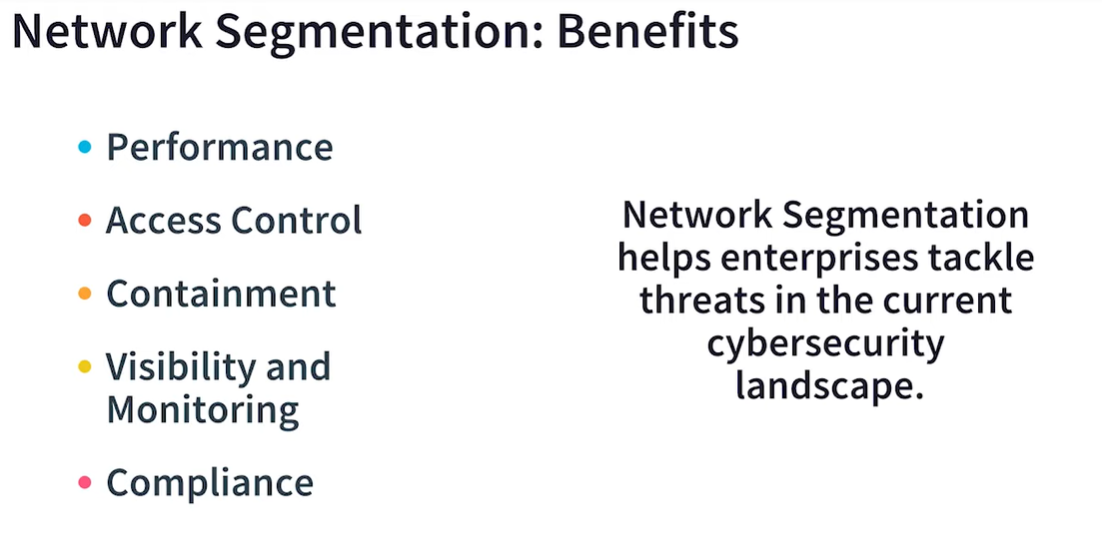 Network Segmentation: Benefits
• Performance
• Access Control
• Containment
• Visibility and
Monitoring
• Compliance
Network Segmentation
helps enterprises tackle
threats in the current
cybersecurity
landscape.